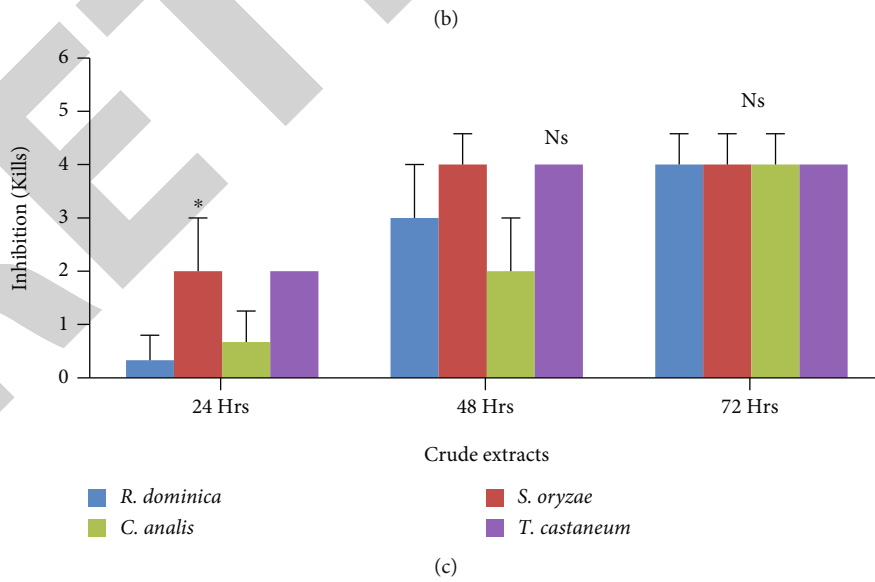 (b)
6
5
4
3
2
1
0
Inhibition (Kills)
*
Ns
Ns
24 Hrs
48 Hrs
72 Hrs
Crude extracts
R. dominica
S. oryzae
C. analis
T. castaneum
(c)